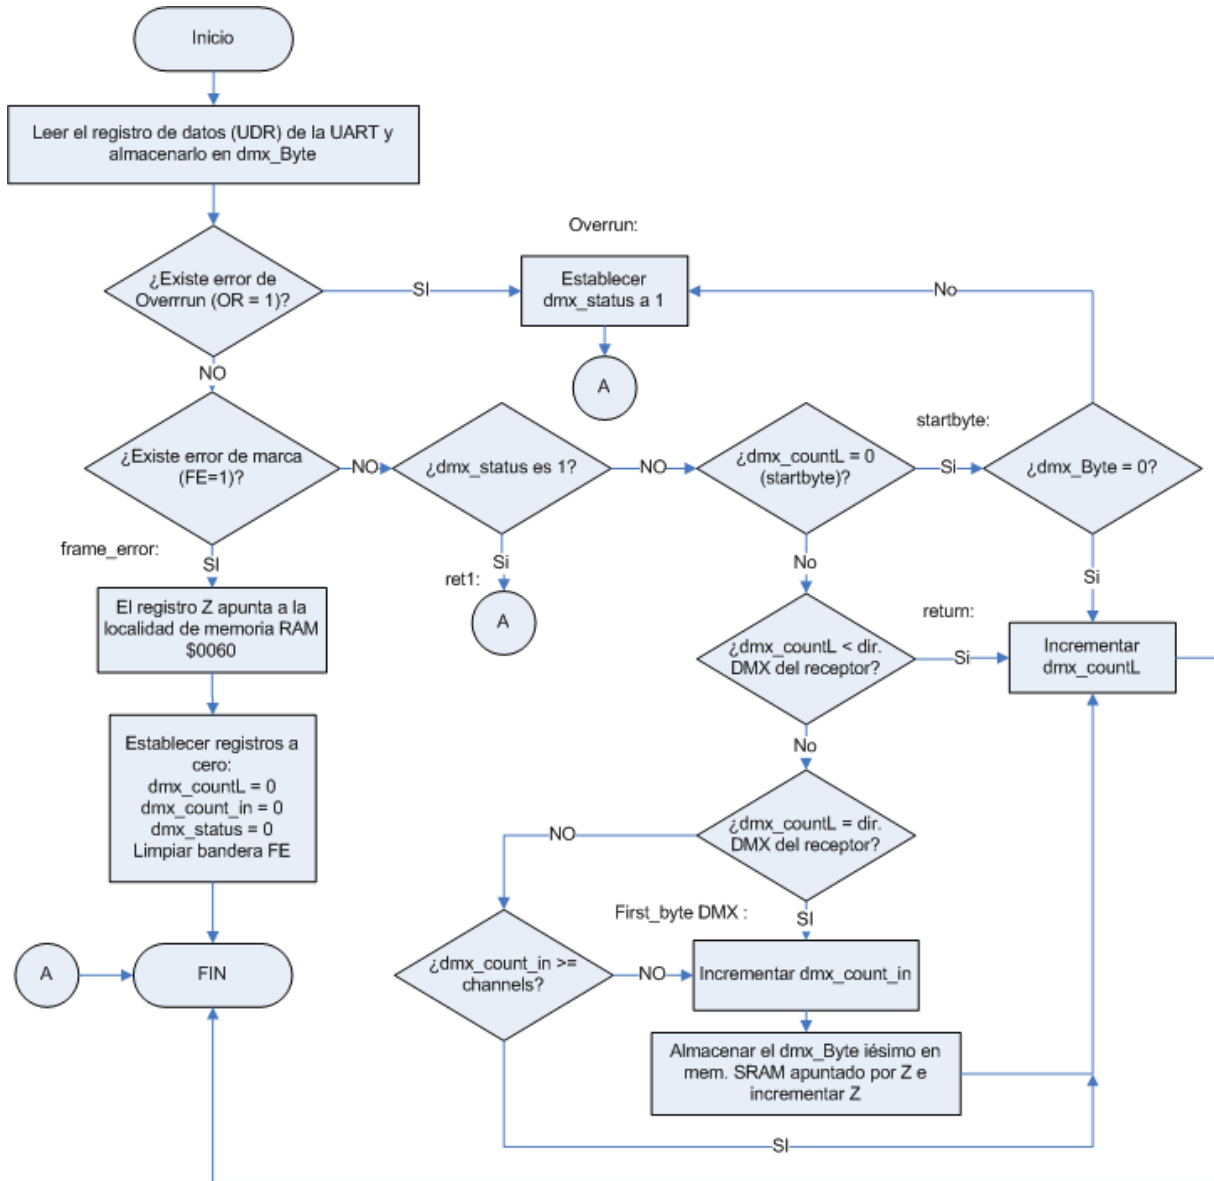 Inicio
Leer el registro de datos (UDR) de la UART y
almacenarlo en dmx_Byte
Overrun:
¿Existe error de
Overrrun (OR = 1)?
SI
Establecer
dmx_status a 1
No
NO
A
startbyte:
¿Existe error de marca
(FE=1)?
NO
¿dmx_status es 1?
NO
¿dmx_countL = 0
(startbyte)?
Si
¿dmx_Byte = 0?
frame_error:
SI
Si
ret1:
A
No
Si
return:
El registro Z apunta a la
localidad de memoria RAM
$0060
¿dmx_countL < dir.
DMX del receptor?
Si
Incrementar
dmx_countL
No
Establecer registros a
cero:
dmx_countL = 0
dmx_count_in = 0
dmx_status = 0
Limpiar bandera FE
¿dmx_countL = dir.
DMX del receptor?
NO
First_byte DMX :
SI
A
FIN
¿dmx_count_in >=
channels?
NO
Incrementar dmx_count_in
Almacenar el dmx_Byte iésimo en
mem. SRAM apuntado por Z e
incrementar Z
SI